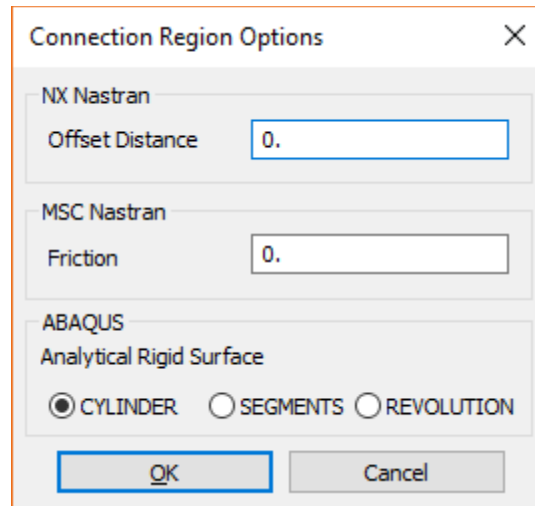 Connection Region Options
NX Nastran
Offset Distance 0.
MSC Nastran
Friction 0.
ABAQUS
Analytical Rigid Surface
CYLINDER SEGMENTS REVOLUTION
OK Cancel